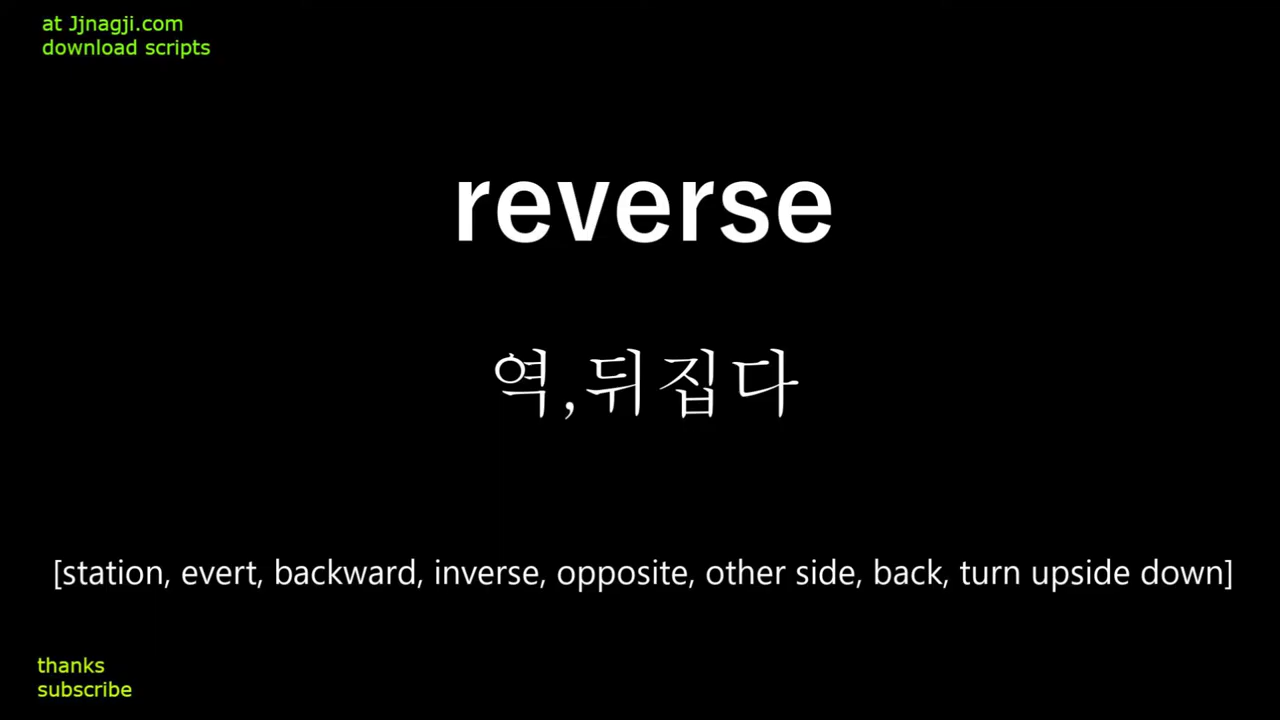 at Jjnagji.com
download scripts
reverse
역,뒤집다
[station, evert, backward, inverse, opposite, other side, back, turn upside down]
thanks
subscribe